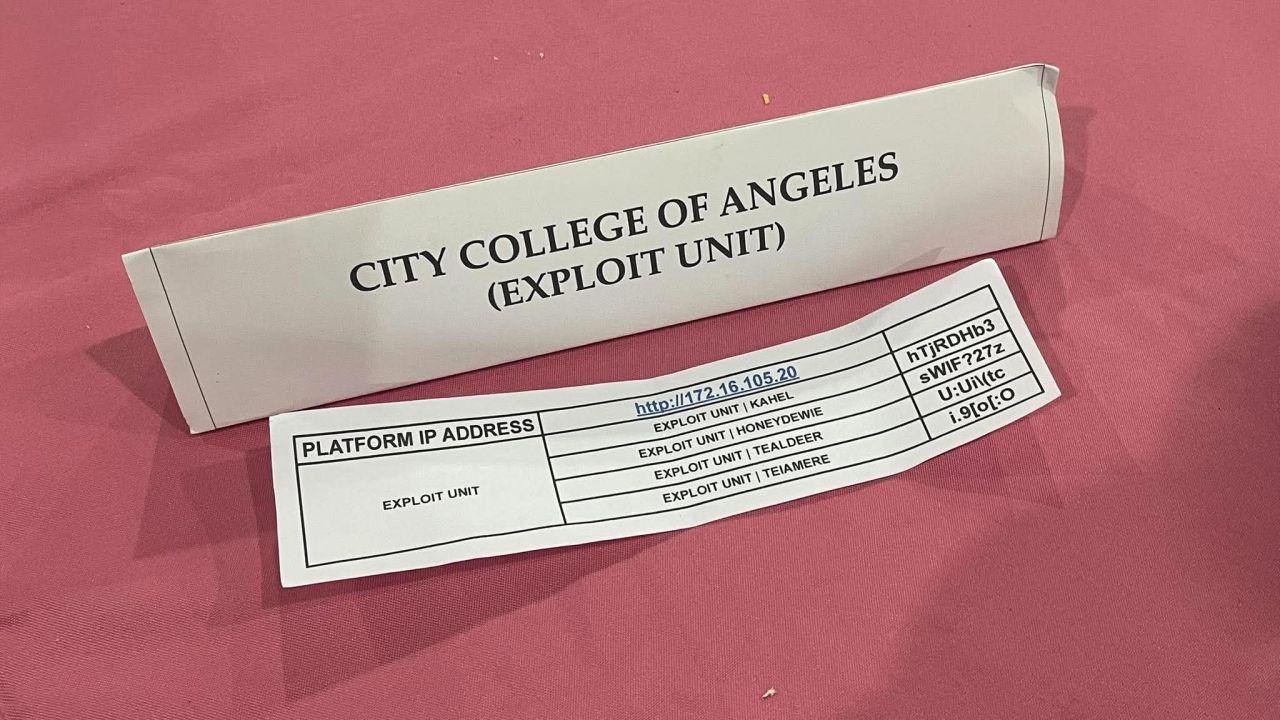 CITY COLLEGE OF ANGELES
(EXPLOIT UNIT)
PLATFORM IP ADDRESS http://172.16.105.20
EXPLOIT UNIT
EXPLOIT UNIT | KAHEL hTjRDHb3
EXPLOIT UNIT | HONEYDEWIE sWIF?27z
EXPLOIT UNIT | TEALDEER U:Ui\(tc
EXPLOIT UNIT | TEIAMERE i.9[o[:O